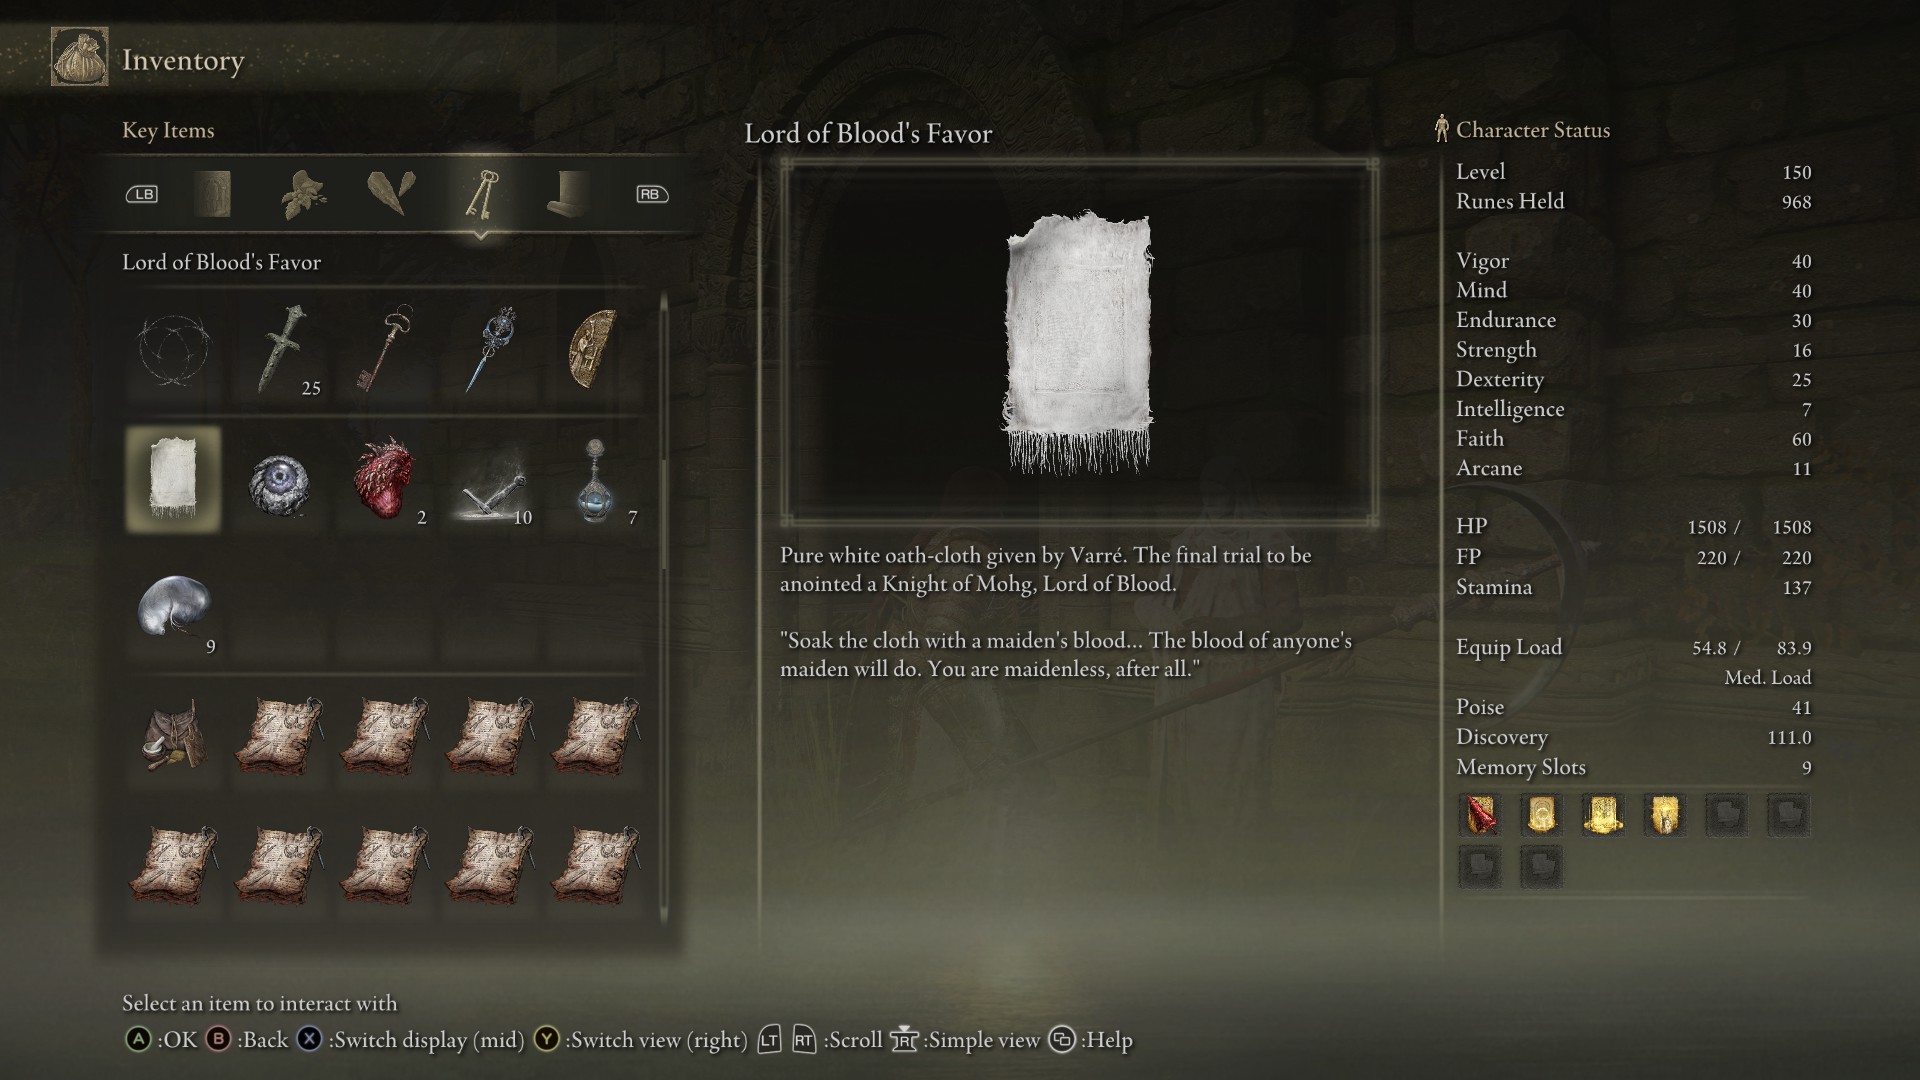 Inventory
Key Items
LB
RB
Lord of Blood's Favor
25
2
10
7
9
Lord of Blood's Favor
Pure white oath-cloth given by Varré. The final trial to be
anointed a Knight of Mohg, Lord of Blood.
"Soak the cloth with a maiden's blood... The blood of anyone's
maiden will do. You are maidenless, after all."
Character Status
Level 150
Runes Held 968
Vigor 40
Mind 40
Endurance 30
Strength 16
Dexterity 25
Intelligence 7
Faith 60
Arcane 11
HP 1508 / 1508
FP 220 / 220
Stamina 137
Equip Load 54.8 / 83.9
Med. Load
Poise 41
Discovery 111.0
Memory Slots 9
Select an item to interact with
A :OK B :Back X :Switch display (mid) Y :Switch view (right) LT RT :Scroll R :Simple view :Help